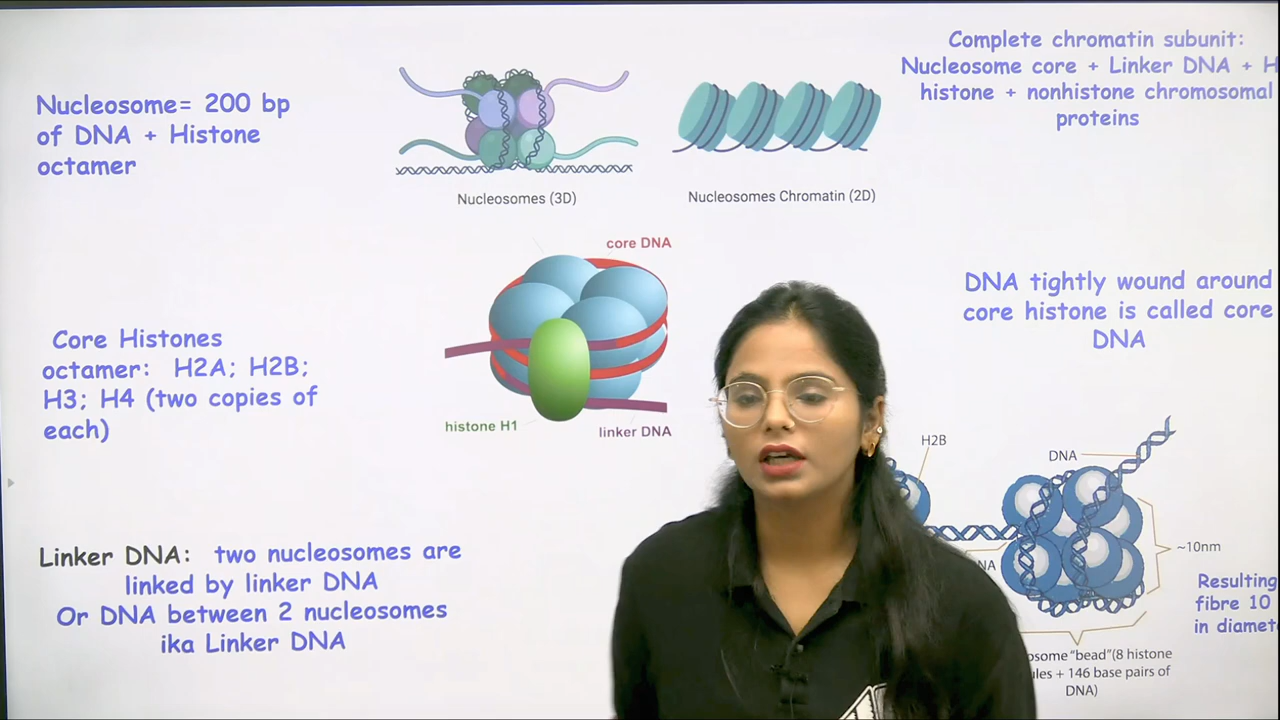 Complete chromatin subunit:
Nucleosome core + Linker DNA + H
histone + nonhistone chromosomal
proteins
Nucleosome= 200 bp
of DNA + Histone
octamer
Nucleosomes (3D)
Nucleosomes Chromatin (2D)
core DNA
histone H1
linker DNA
DNA tightly wound around
core histone is called core
DNA
Core Histones
octamer: H2A; H2B;
H3; H4 (two copies of
each)
H2B
DNA
~10nm
NA
Resulting
fibre 10
in diamet
Linker DNA: two nucleosomes are
linked by linker DNA
Or DNA between 2 nucleosomes
ika Linker DNA
osome "bead"(8 histone
ules + 146 base pairs of
DNA)